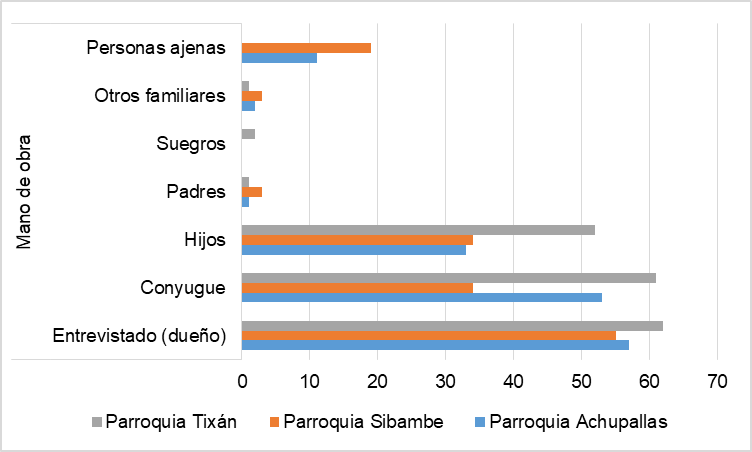 Mano de obra
Personas ajenas
Otros familiares
Suegros
Padres
Hijos
Conyugue
Entrevistado (dueño)
0 10 20 30 40 50 60 70
Parroquia Tixán Parroquia Sibambe Parroquia Achupallas